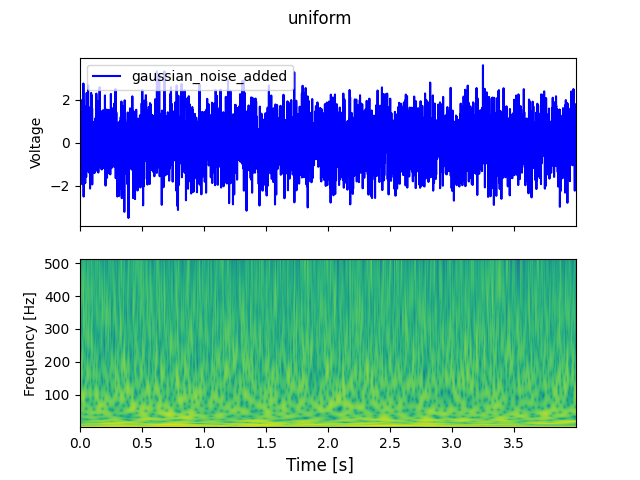 uniform
gaussian_noise_added
Voltage
2
0
−2
Frequency [Hz]
500
400
300
200
100
0.0 0.5 1.0 1.5 2.0 2.5 3.0 3.5
Time [s]